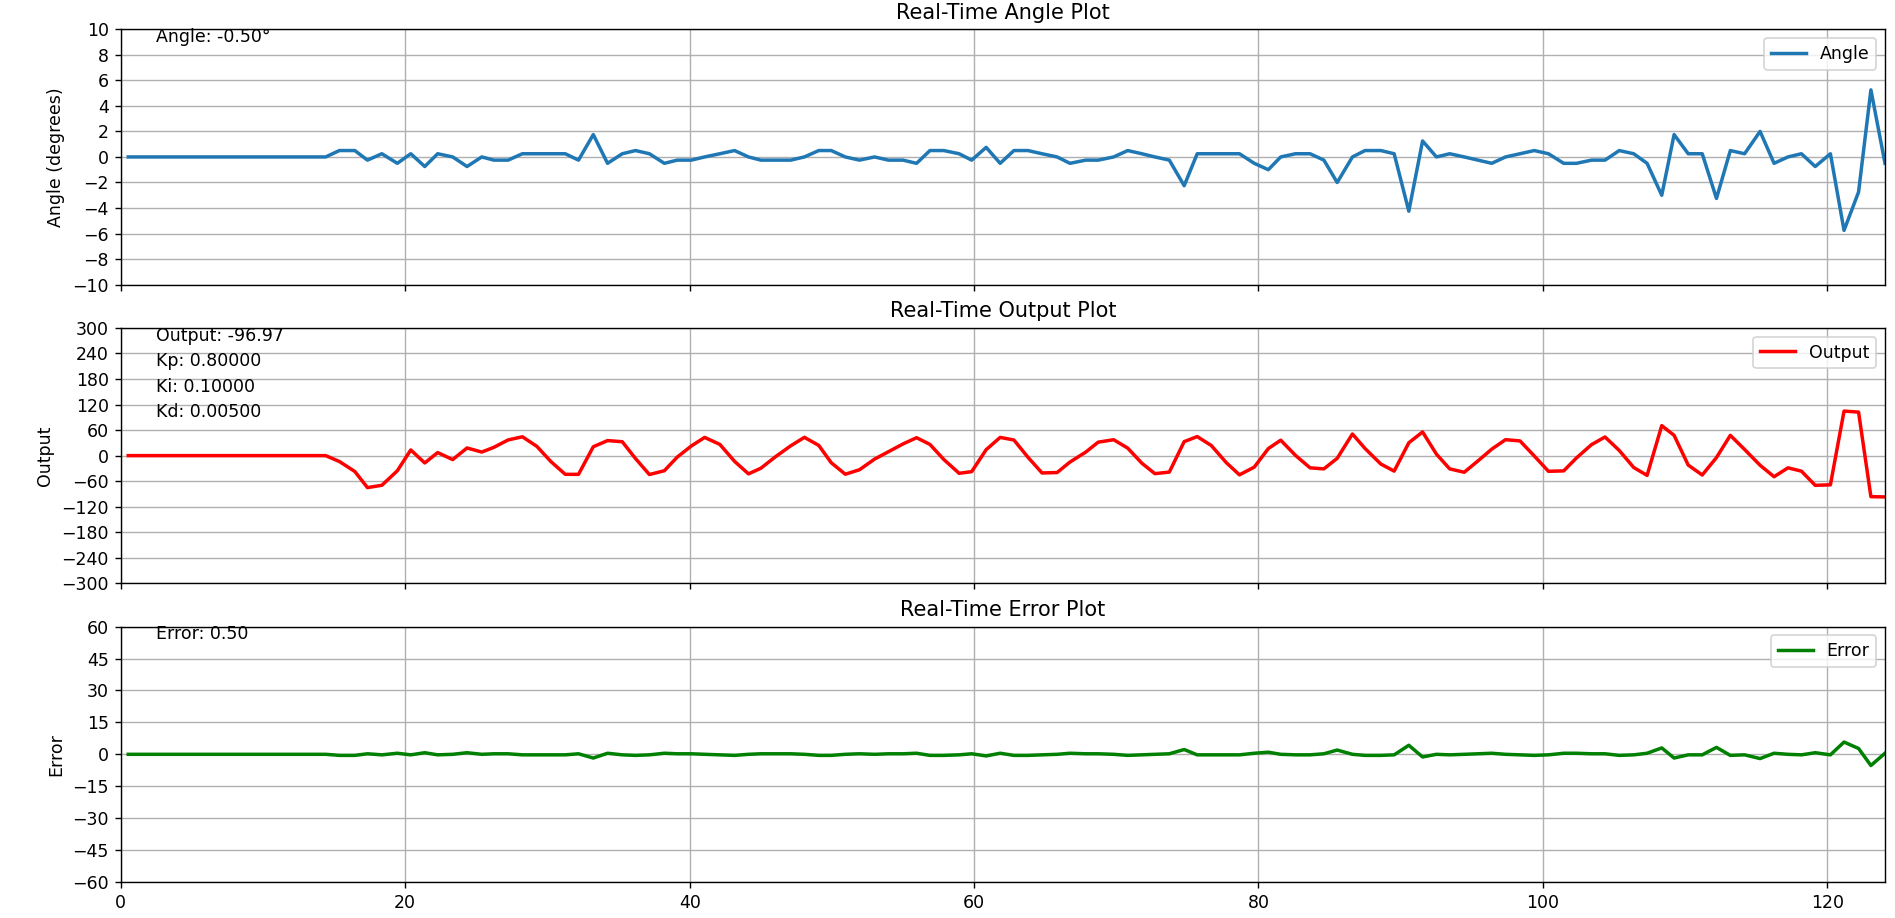 Real-Time Angle Plot
10
8
6
4
2
0
−2
−4
−6
−8
−10
Angle (degrees)
Angle: -0.50°
Angle
Real-Time Output Plot
300
240
180
120
60
0
−60
−120
−180
−240
−300
Output
Output: -96.97
Kp: 0.80000
Ki: 0.10000
Kd: 0.00500
Output
Real-Time Error Plot
60
45
30
15
0
−15
−30
−45
−60
Error
Error: 0.50
Error
0 20 40 60 80 100 120